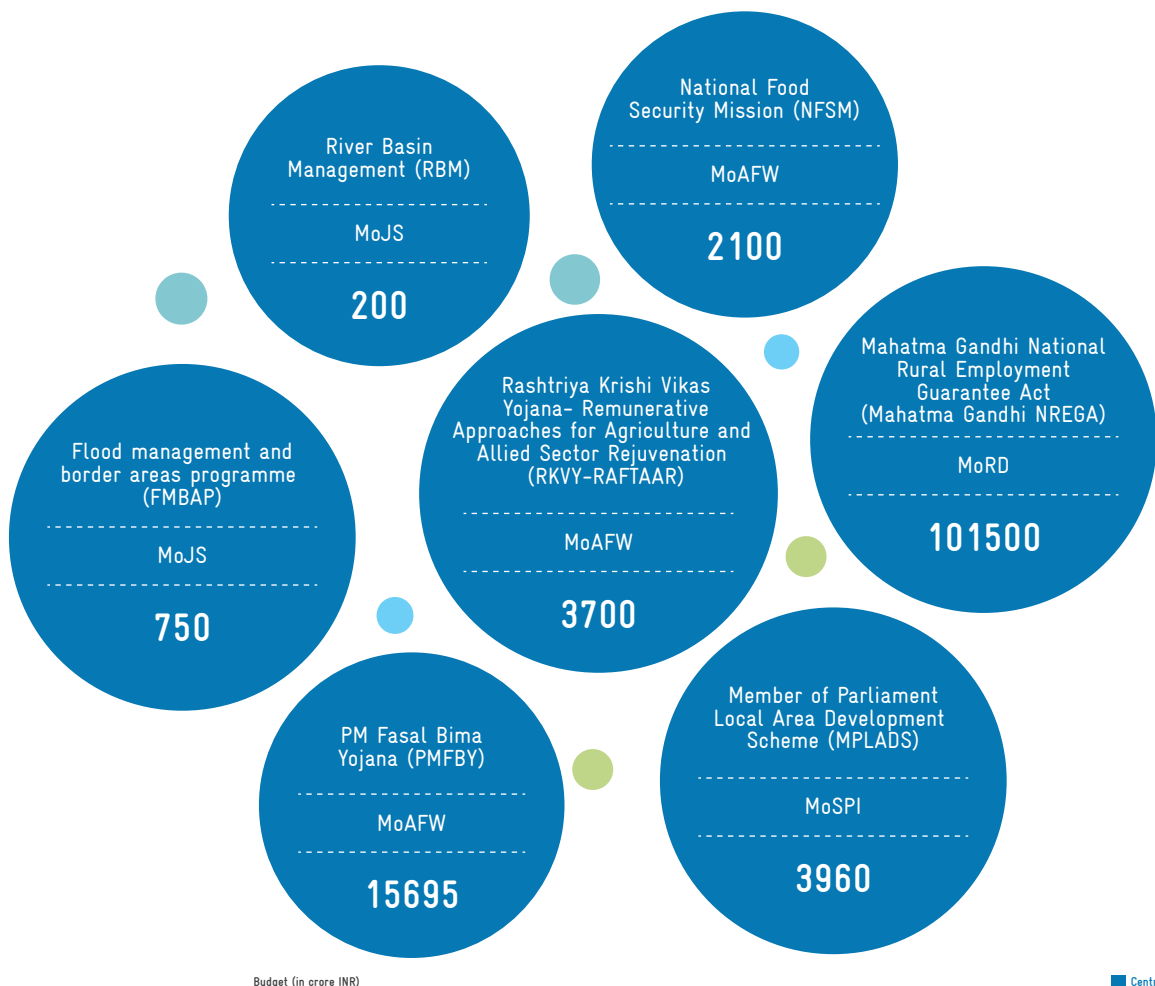 National Food
Security Mission (NFSM)
MoAFW
2100
River Basin
Management (RBM)
MoJS
200
Mahatma Gandhi National
Rural Employment
Guarantee Act
(Mahatma Gandhi NREGA)
MoRD
101500
Rashtriya Krishi Vikas
Yojana- Remunerative
Approaches for Agriculture and
Allied Sector Rejuvenation
(RKVY-RAFTAAR)
MoAFW
3700
Flood management and
border areas programme
(FMBAP)
MoJS
750
Member of Parliament
Local Area Development
Scheme (MPLADS)
MoSPI
3960
PM Fasal Bima
Yojana (PMFBY)
MoAFW
15695
Budget (in crore INR)